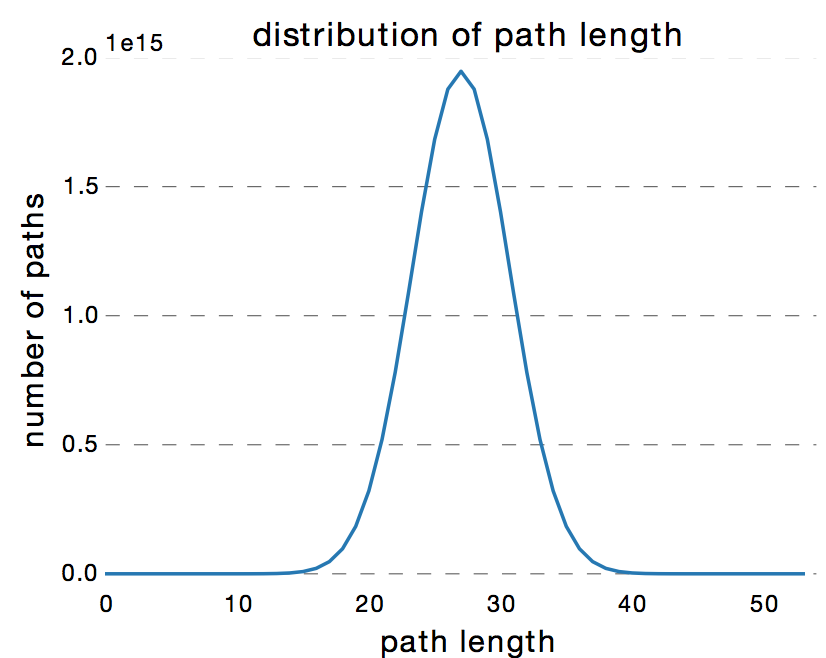 distribution of path length
1e15
2.0
1.5
1.0
0.5
0.0
number of paths
0 10 20 30 40 50
path length